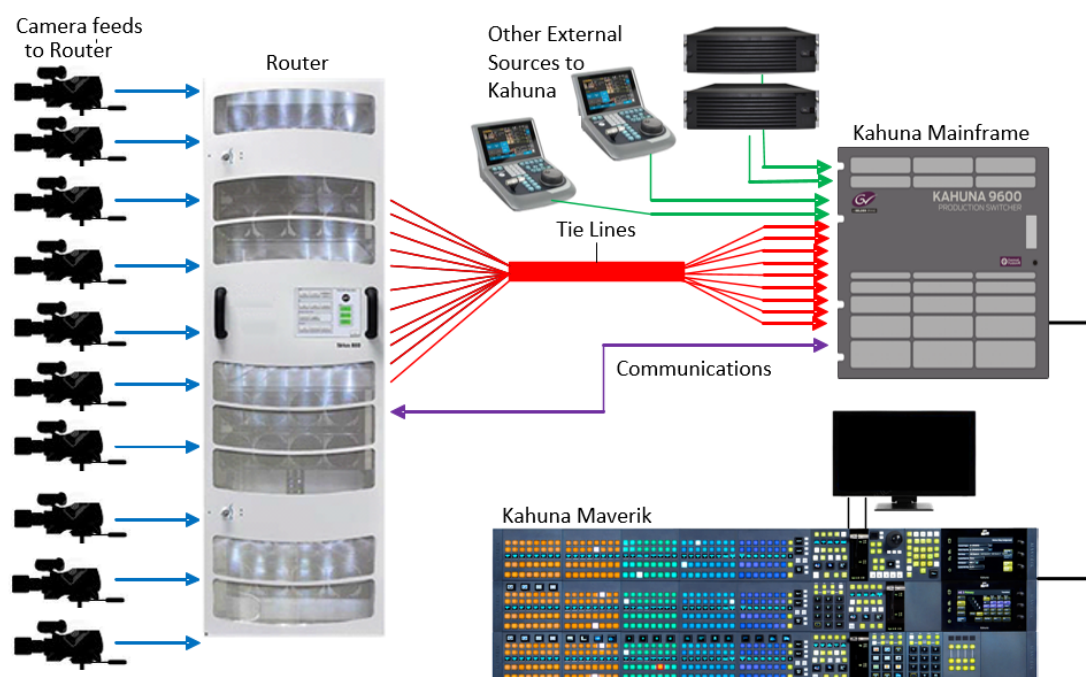 Camera feeds
to Router
Router
Other External
Sources to
Kahuna
Kahuna Mainframe
KAHUNA 9600
PRODUCTION SWITCHER
GV
Tie Lines
Communications
Kahuna Maverik